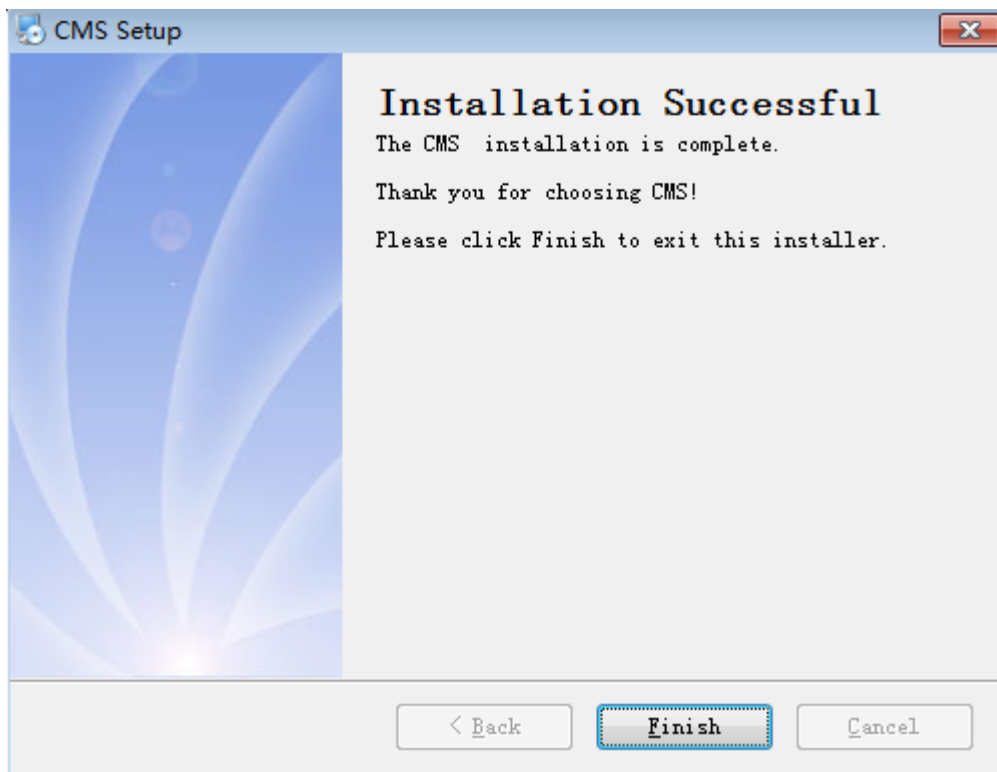 CMS Setup
Installation Successful
The CMS  installation is complete.
Thank you for choosing CMS!
Please click Finish to exit this installer.
< Back
Finish
Cancel